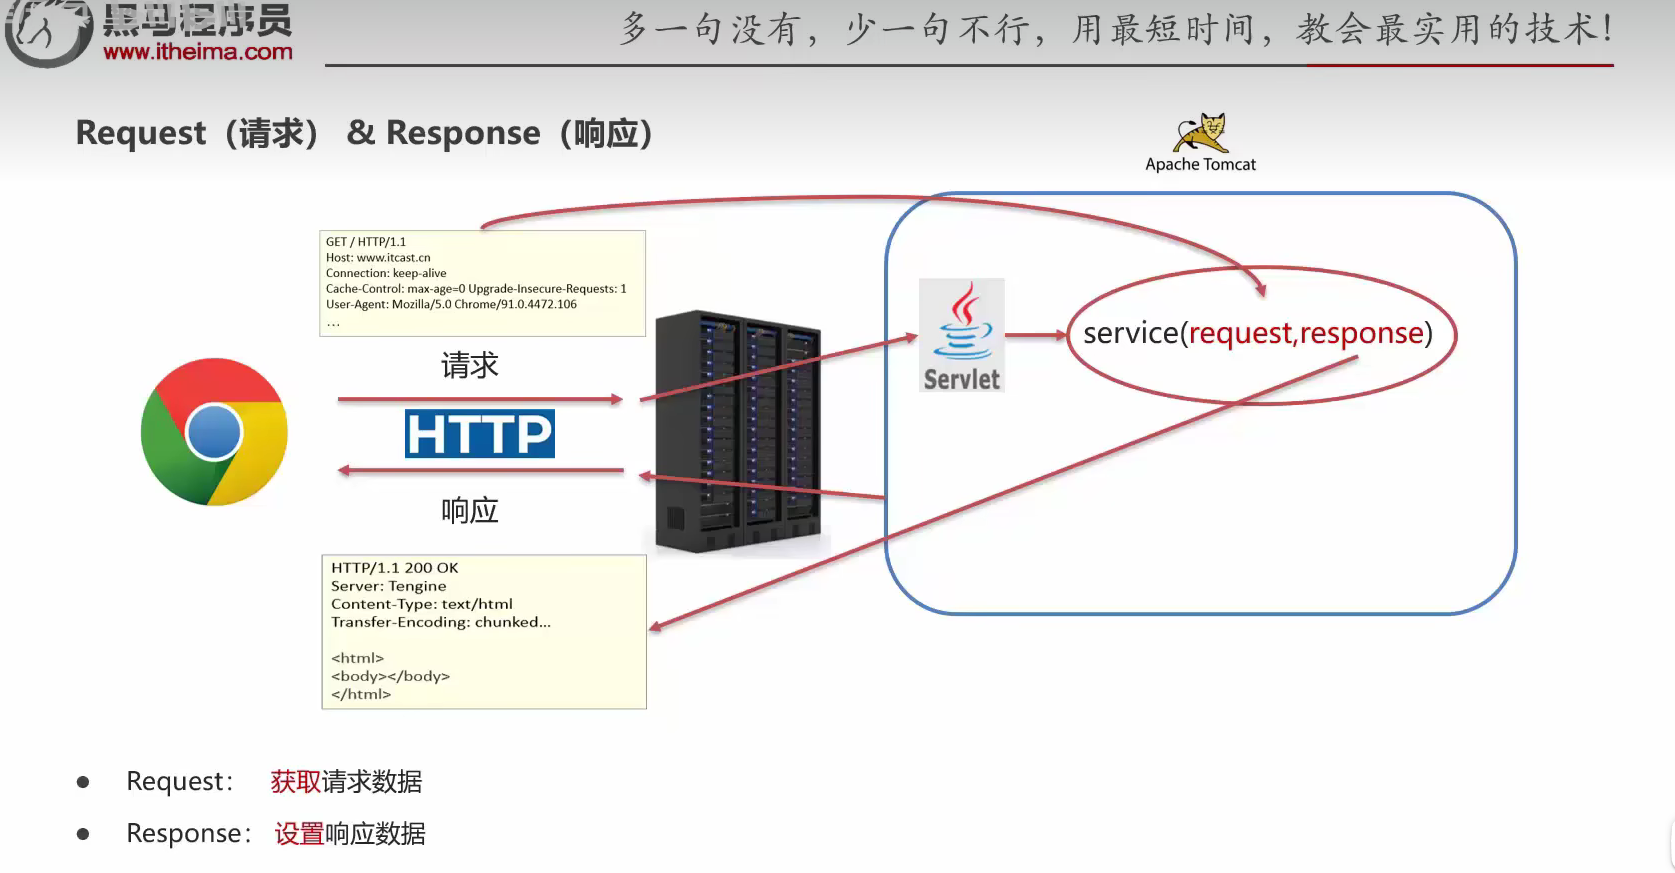 黑马程序员
www.itheima.com
多一句没有，少一句不行，用最短时间，教会最实用的技术！
Request（请求） & Response（响应）
Apache Tomcat
GET / HTTP/1.1
Host: www.itcast.cn
Connection: keep-alive
Cache-Control: max-age=0 Upgrade-Insecure-Requests: 1
User-Agent: Mozilla/5.0 Chrome/91.0.4472.106
…
请求
HTTP
响应
Servlet
service(request,response)
HTTP/1.1 200 OK
Server: Tengine
Content-Type: text/html
Transfer-Encoding: chunked...
<html>
<body></body>
</html>
● Request： 获取请求数据
● Response： 设置响应数据